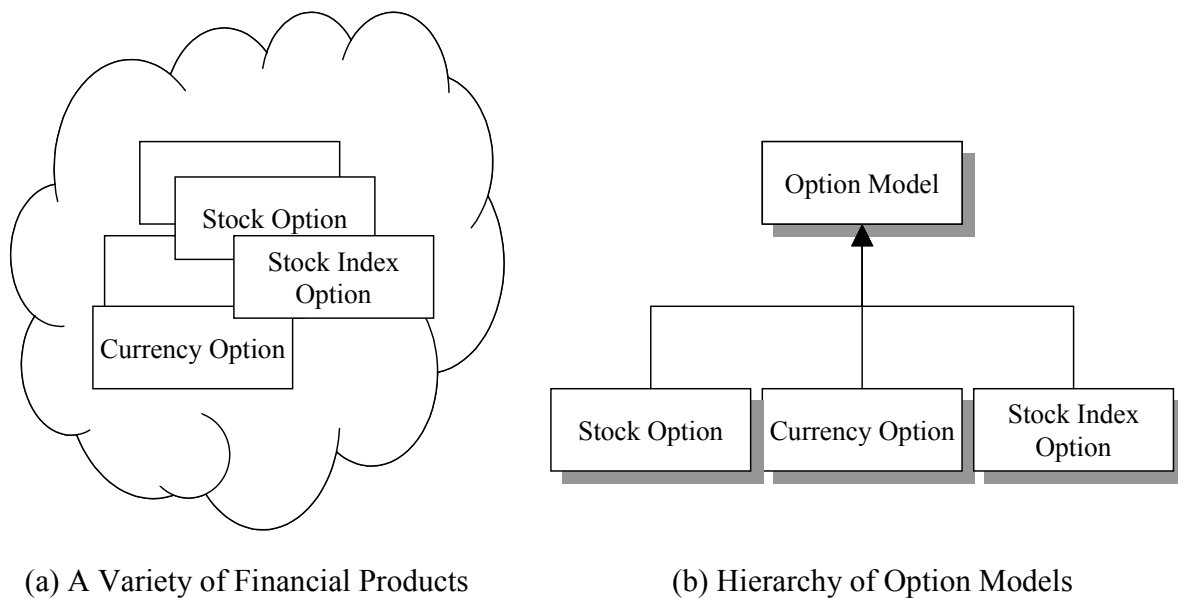 Stock Option
Stock Index
Option
Currency Option
(a) A Variety of Financial Products
Option Model
Stock Option
Currency Option
Stock Index
Option
(b) Hierarchy of Option Models